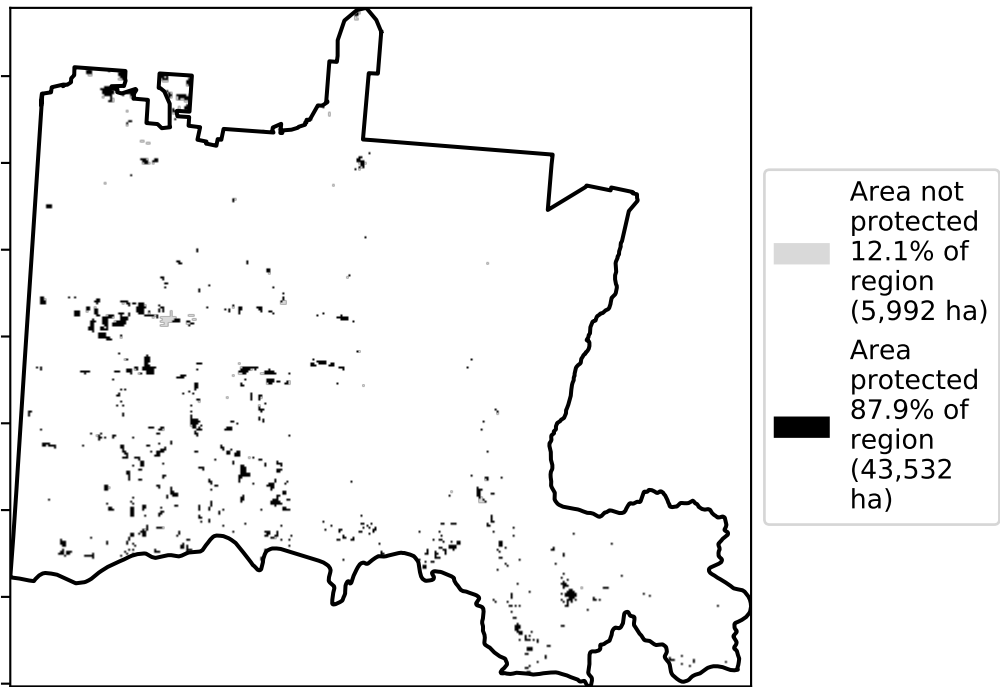 Area not
protected
12.1% of
region
(5,992 ha)
Area
protected
87.9% of
region
(43,532
ha)